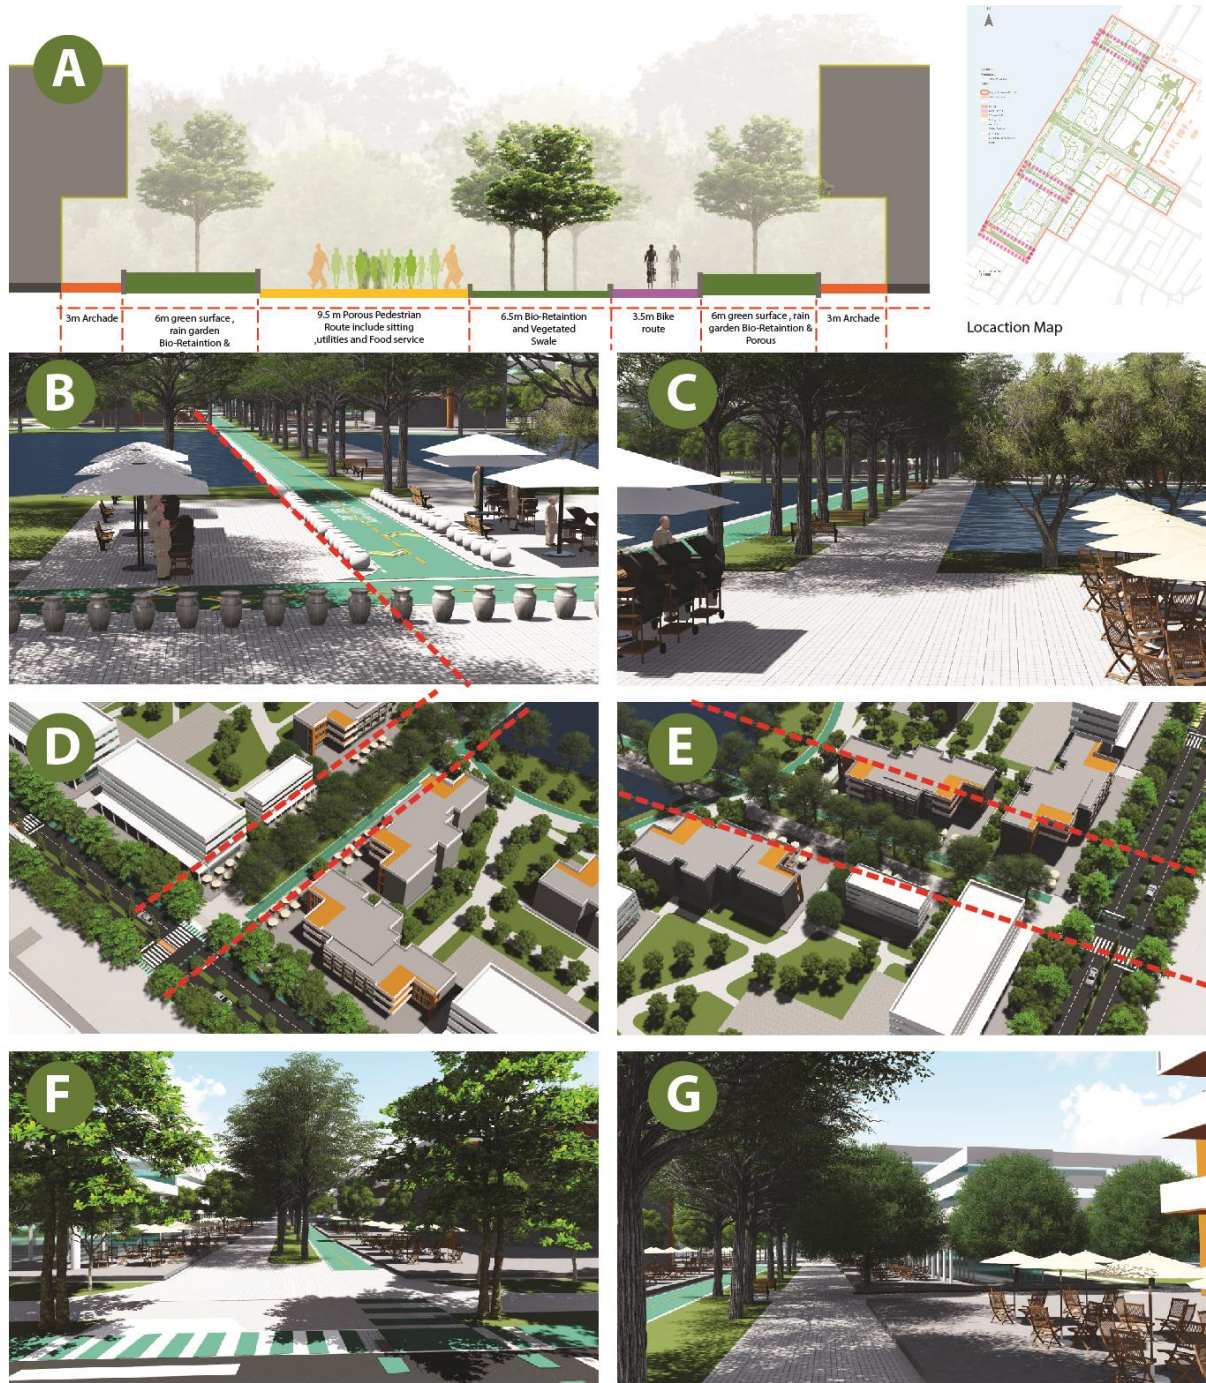 A
3m Archade
6m green surface ,
rain garden
Bio-Retaintion &
9.5 m Porous Pedestrian
Route include sitting
,utilities and Food service
6.5m Bio-Retaintion
and Vegetated
Swale
3.5m Bike
route
6m green surface , rain
garden Bio-Retaintion &
Porous
3m Archade
Locaction Map
B
C
D
E
F
G